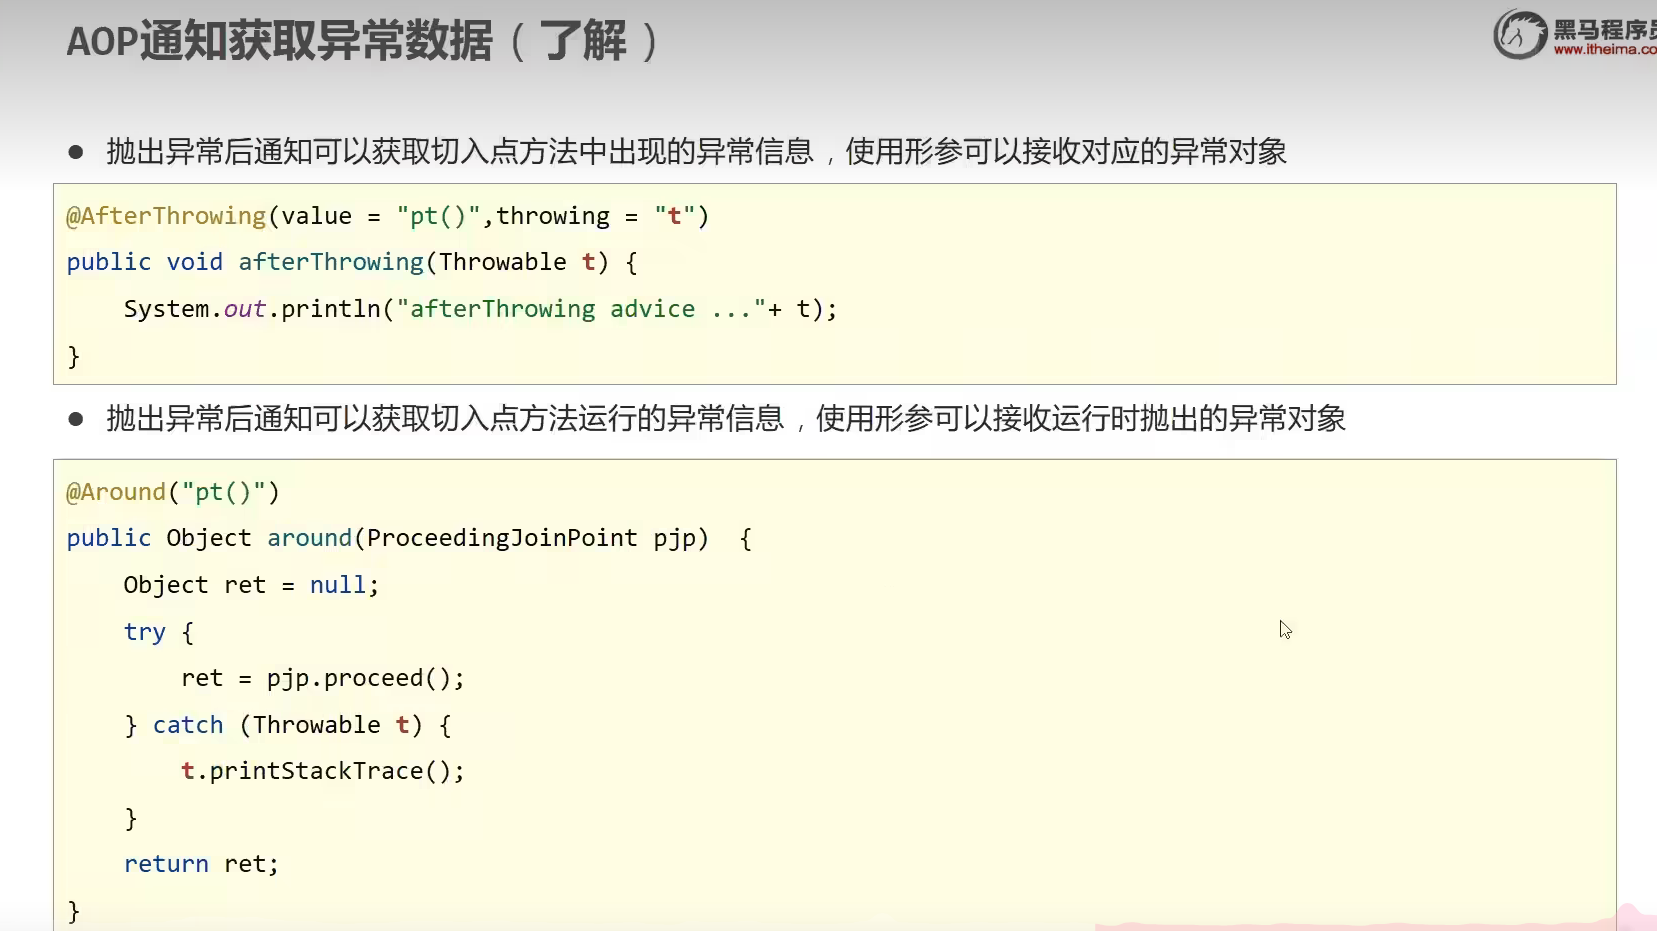 AOP通知获取异常数据（了解）
黑马程序员
www.itheima.co
● 抛出异常后通知可以获取切入点方法中出现的异常信息，使用形参可以接收对应的异常对象
@AfterThrowing(value = "pt()",throwing = "t")
public void afterThrowing(Throwable t) {
    System.out.println("afterThrowing advice ..."+ t);
}
● 抛出异常后通知可以获取切入点方法运行的异常信息，使用形参可以接收运行时抛出的异常对象
@Around("pt()")
public Object around(ProceedingJoinPoint pjp)  {
    Object ret = null;
    try {
        ret = pjp.proceed();
    } catch (Throwable t) {
        t.printStackTrace();
    }
    return ret;
}